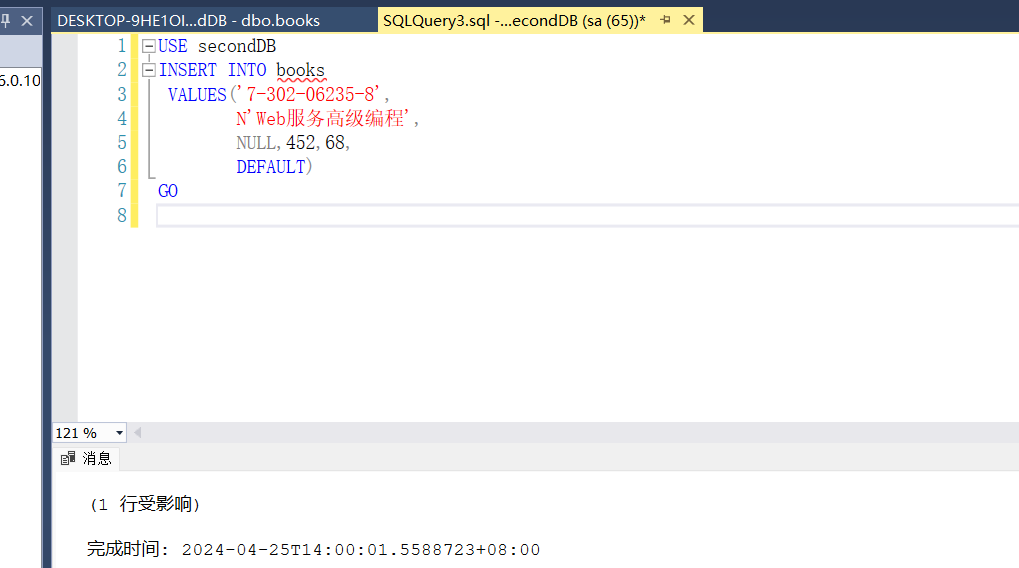 DESKTOP-9HE1OI...dDB - dbo.books
SQLQuery3.sql -...econdDB (sa (65))*
6.0.10
1 USE secondDB
2 INSERT INTO books
3 VALUES('7-302-06235-8',
4 N'Web服务高级编程',
5 NULL,452,68,
6 DEFAULT)
7 GO
8
121 %
消息
(1 行受影响)
完成时间: 2024-04-25T14:00:01.5588723+08:00